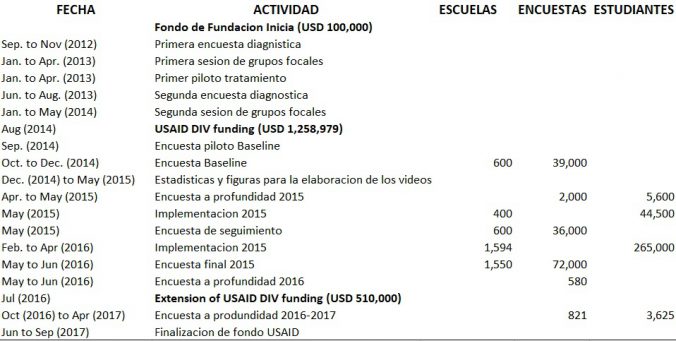 FECHA ACTIVIDAD ESCUELAS ENCUESTAS ESTUDIANTES
Fondo de Fundacion Inicia (USD 100,000)
Sep. to Nov (2012) Primera encuesta diagnistica
Jan. to Apr. (2013) Primera sesion de grupos focales
Jan. to Apr. (2013) Primer piloto tratamiento
Jun. to Aug. (2013) Segunda encuesta diagnostica
Jan. to May (2014) Segunda sesion de grupos focales
Aug (2014) USAID DIV funding (USD 1,258,979)
Sep. (2014) Encuesta piloto Baseline
Oct. to Dec. (2014) Encuesta Baseline 600 39,000
Dec. (2014) to May (2015) Estadisticas y figuras para la elaboracion de los videos
Apr. to May (2015) Encuesta a profundidad 2015 2,000 5,600
May (2015) Implementacion 2015 400 44,500
May (2015) Encuesta de seguimiento 600 36,000
Feb. to Apr (2016) Implementacion 2015 1,594 265,000
May to Jun (2016) Encuesta final 2015 1,550 72,000
May to Jun (2016) Encuesta a profundidad 2016 580
Jul (2016) Extension of USAID DIV funding (USD 510,000)
Oct (2016) to Apr (2017) Encuesta a produndidad 2016-2017 821 3,625
Jun to Sep (2017) Finalizacion de fondo USAID